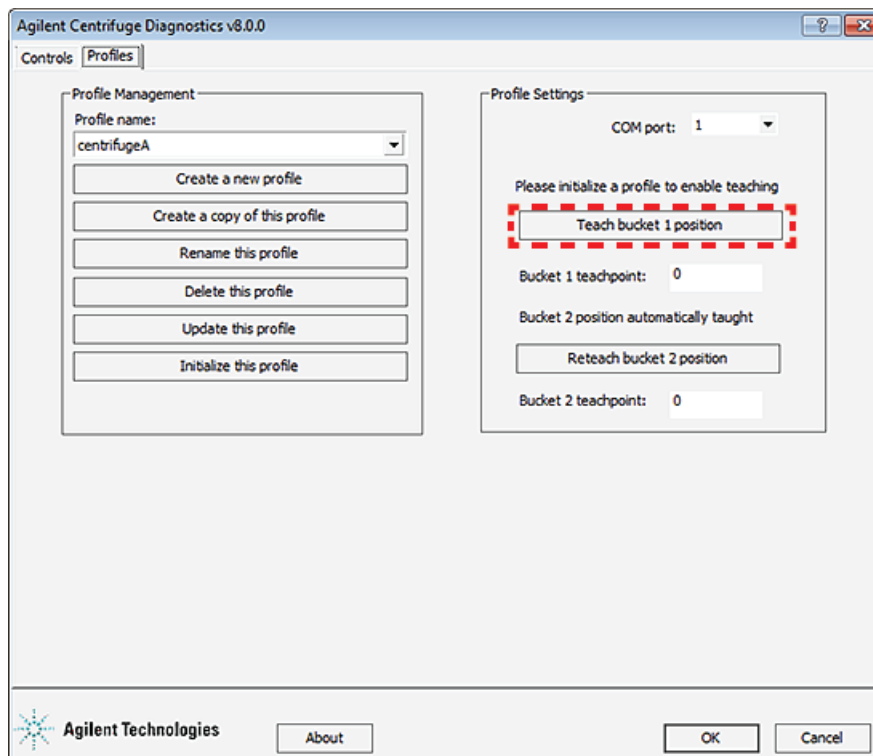 Agilent Centrifuge Diagnostics v8.0.0
Controls
Profiles
Profile Management
Profile name:
centrifugeA
Create a new profile
Create a copy of this profile
Rename this profile
Delete this profile
Update this profile
Initialize this profile
Profile Settings
COM port: 1
Please initialize a profile to enable teaching
Teach bucket 1 position
Bucket 1 teachpoint: 0
Bucket 2 position automatically taught
Reteach bucket 2 position
Bucket 2 teachpoint: 0
Agilent Technologies
About
OK
Cancel